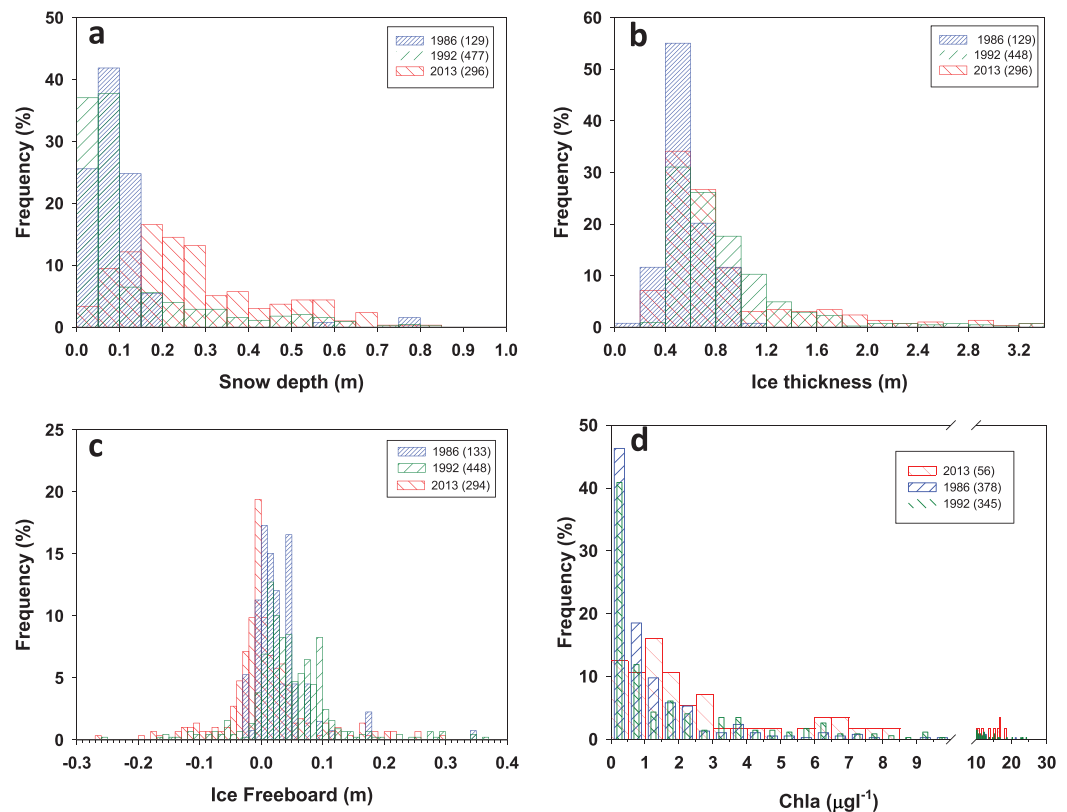 a
50
40
30
20
10
0
Frequency (%)
1986 (129)
1992 (477)
2013 (296)
0.0 0.1 0.2 0.3 0.4 0.5 0.6 0.7 0.8 0.9 1.0
Snow depth (m)
b
60
50
40
30
20
10
0
Frequency (%)
1986 (129)
1992 (448)
2013 (296)
0.0 0.4 0.8 1.2 1.6 2.0 2.4 2.8 3.2
Ice thickness (m)
c
25
20
15
10
5
0
Frequency (%)
1986 (133)
1992 (448)
2013 (294)
-0.3 -0.2 -0.1 0.0 0.1 0.2 0.3 0.4
Ice Freeboard (m)
d
50
40
30
20
10
0
Frequency (%)
2013 (56)
1986 (378)
1992 (345)
0 1 2 3 4 5 6 7 8 9 10 20 30
Chla (μgl⁻¹)